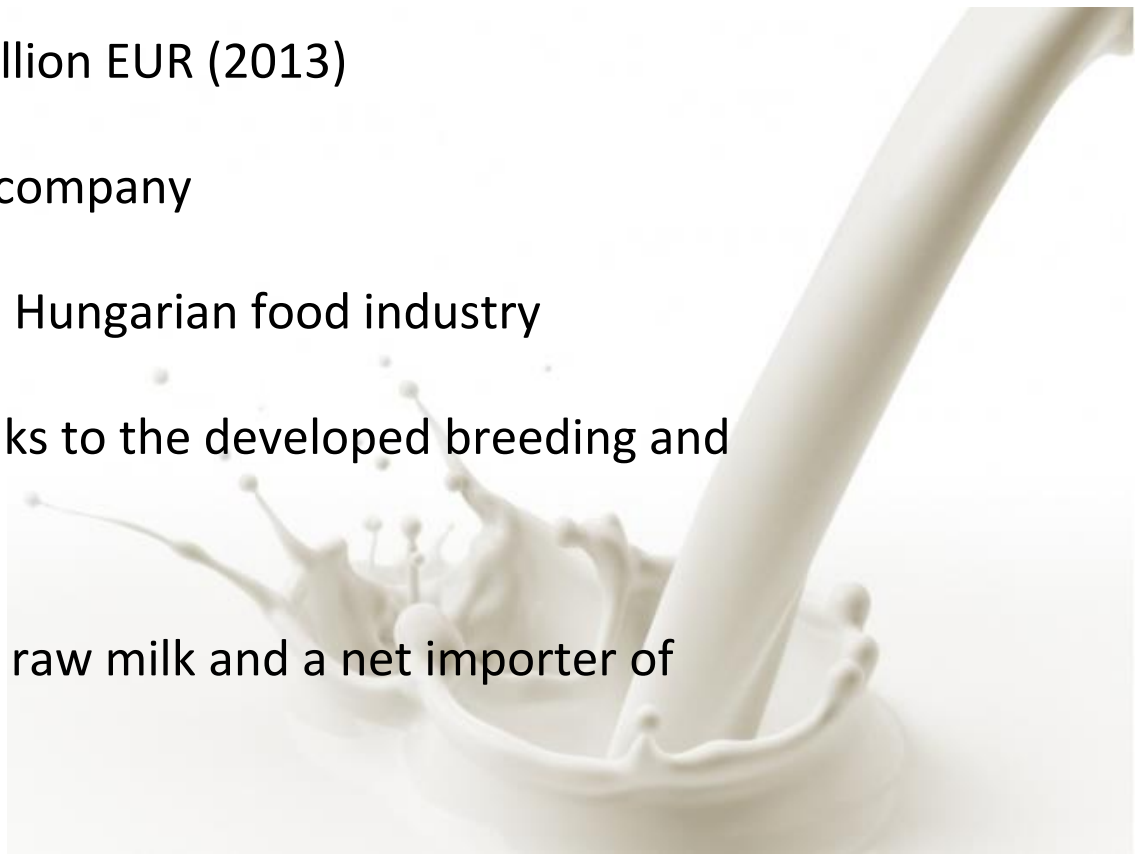 llion EUR (2013)
company
Hungarian food industry
ks to the developed breeding and
raw milk and a net importer of